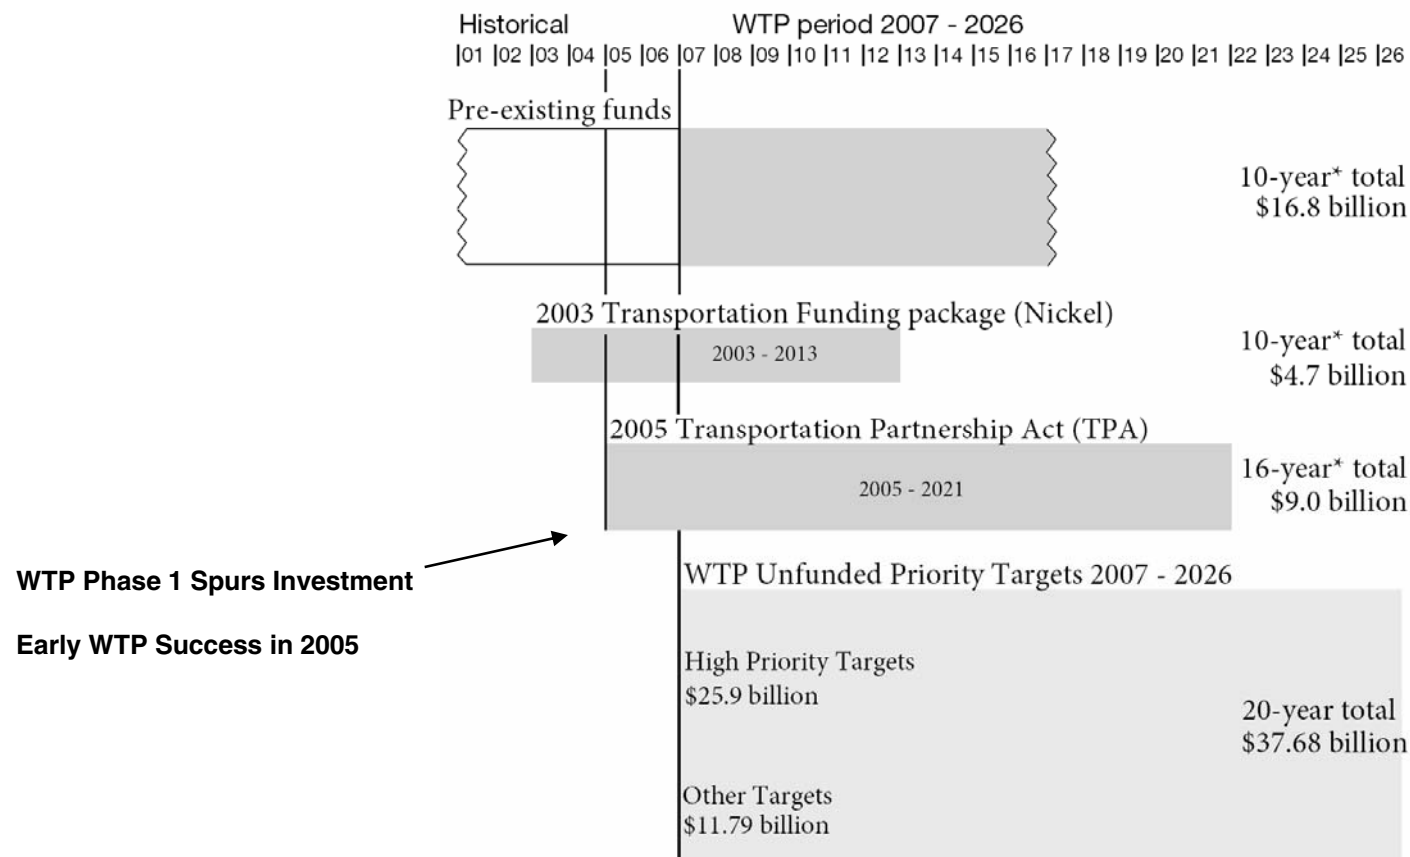 Historical
WTP period 2007 - 2026
|01 |02 |03 |04 |05 |06 |07 |08 |09 |10 |11 |12 |13 |14 |15 |16 |17 |18 |19 |20 |21 |22 |23 |24 |25 |26
Pre-existing funds
10-year* total
$16.8 billion
2003 Transportation Funding package (Nickel)
2003 - 2013
10-year* total
$4.7 billion
2005 Transportation Partnership Act (TPA)
2005 - 2021
16-year* total
$9.0 billion
WTP Phase 1 Spurs Investment
Early WTP Success in 2005
WTP Unfunded Priority Targets 2007 - 2026
High Priority Targets
$25.9 billion
20-year total
$37.68 billion
Other Targets
$11.79 billion